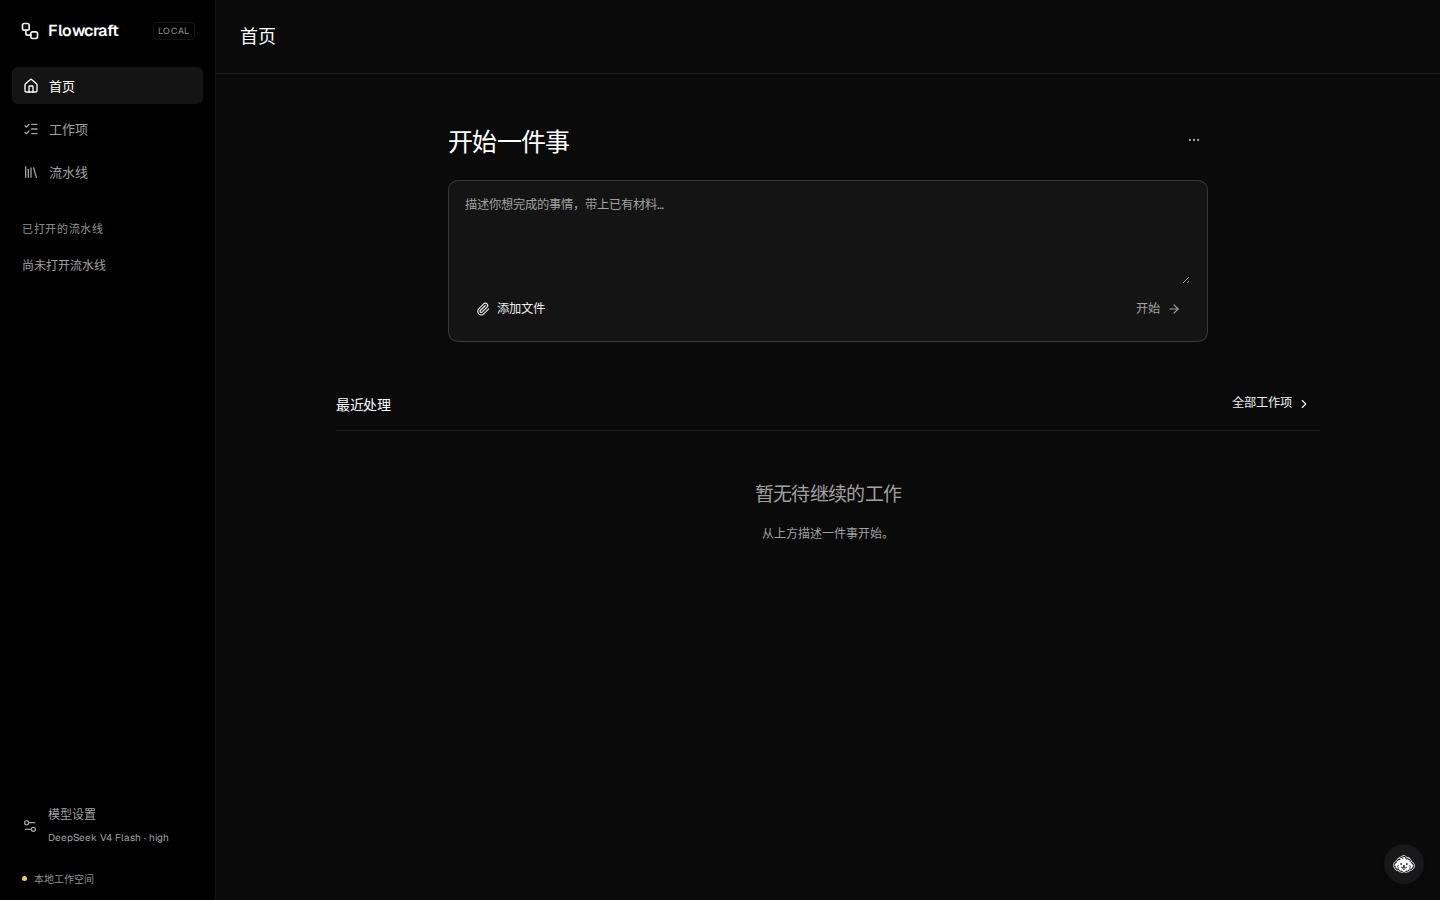 Flowcraft LOCAL
首页
首页
工作项
流水线
已打开的流水线
尚未打开流水线
开始一件事
描述你想完成的事情，带上已有材料…
添加文件
开始
最近处理
全部工作项
暂无待继续的工作
从上方描述一件事开始。
模型设置
DeepSeek V4 Flash · high
本地工作空间